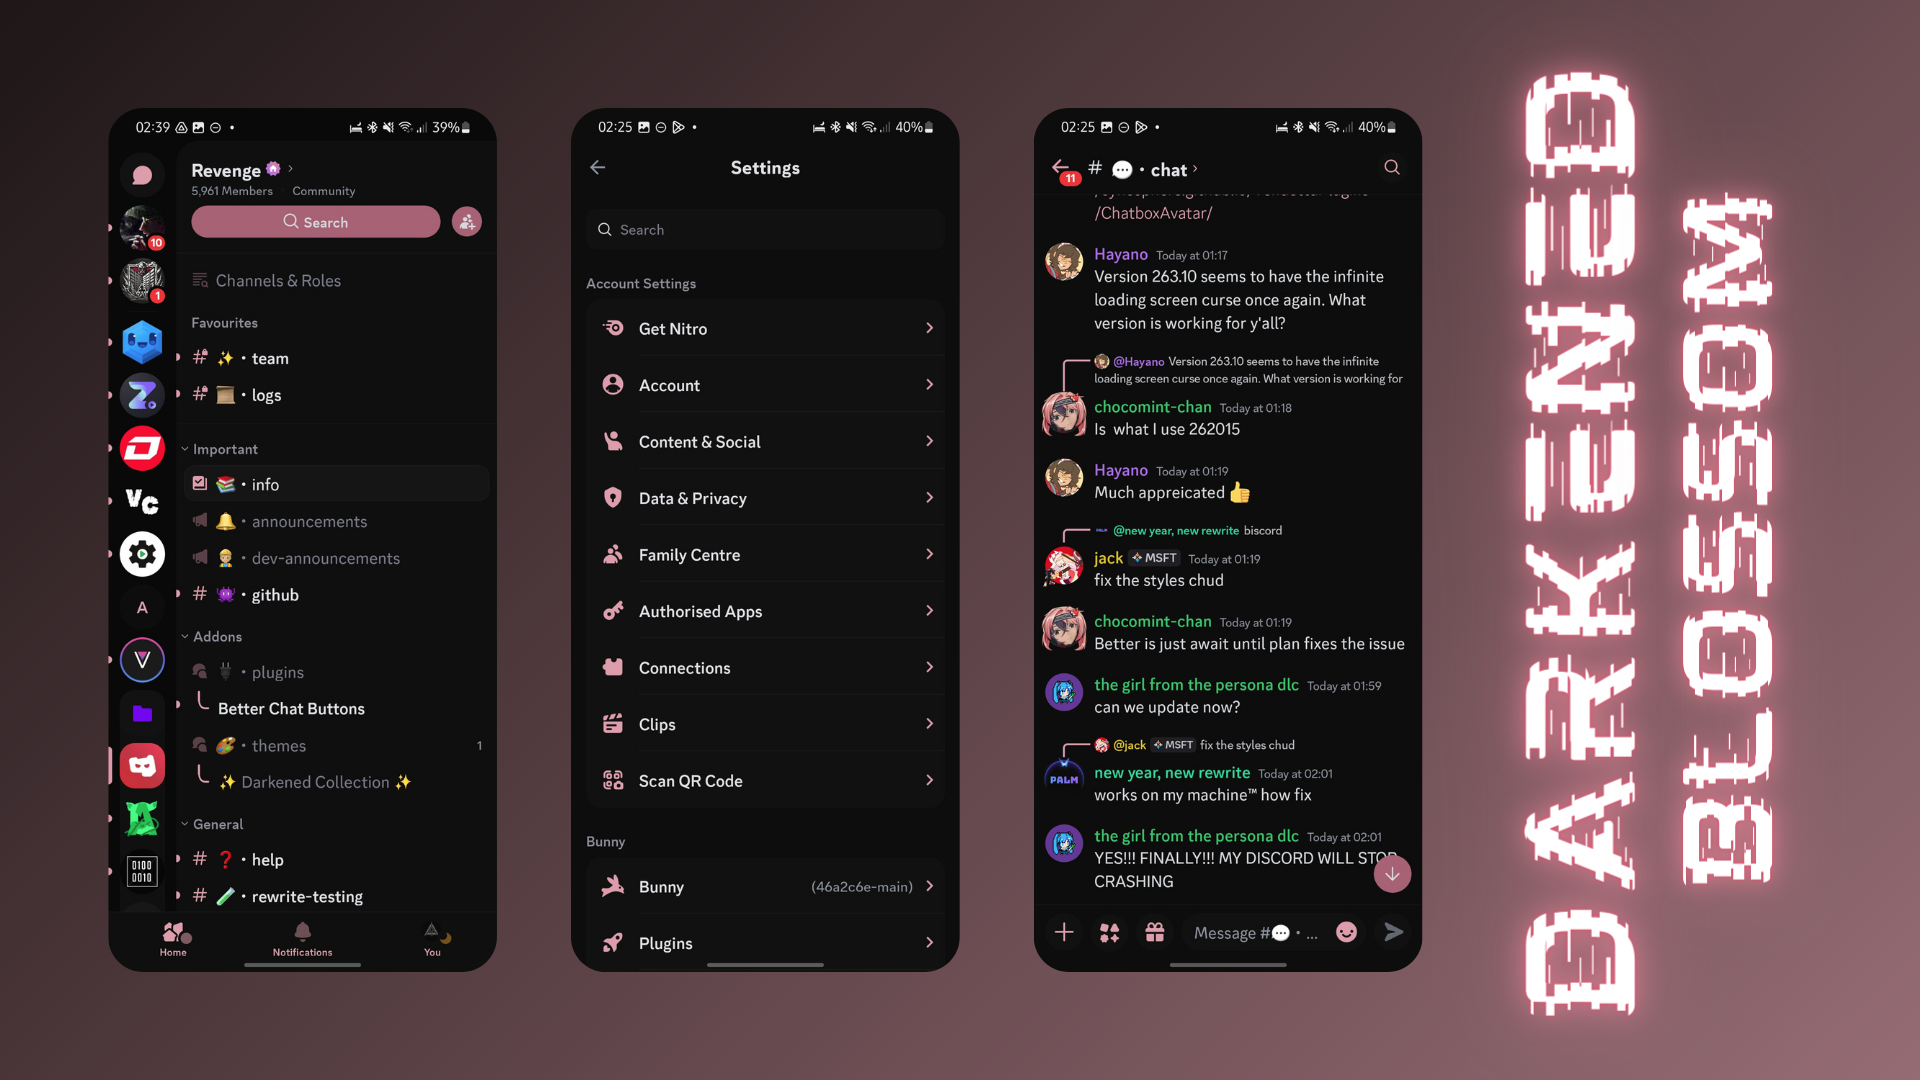 02:39
39%
Revenge
5,961 Members Community
Search
Channels & Roles
Favourites
# • team
# • logs
Important
• info
• announcements
• dev-announcements
# • github
Addons
• plugins
Better Chat Buttons
• themes 1
Darkened Collection
General
# • help
# • rewrite-testing
10
1
VC
A
0100
0010
Home
Notifications
You
02:25
40%
Settings
Search
Account Settings
Get Nitro
Account
Content & Social
Data & Privacy
Family Centre
Authorised Apps
Connections
Clips
Scan QR Code
Bunny
Bunny (46a2c6e-main)
Plugins
02:25
40%
11
# 💬 • chat
/ChatboxAvatar/
Hayano Today at 01:17
Version 263.10 seems to have the infinite
loading screen curse once again. What
version is working for y'all?
@Hayano Version 263.10 seems to have the infinite
loading screen curse once again. What version is working for
chocomint-chan Today at 01:18
Is what I use 262015
Hayano Today at 01:19
Much appreicated 👍
@new year, new rewrite biscord
jack MSFT Today at 01:19
fix the styles chud
chocomint-chan Today at 01:19
Better is just await until plan fixes the issue
the girl from the persona dlc Today at 01:59
can we update now?
@jack MSFT fix the styles chud
new year, new rewrite Today at 02:01
PALM
works on my machine™ how fix
the girl from the persona dlc Today at 02:01
YES!!! FINALLY!!! MY DISCORD WILL STOP
CRASHING
Message #💬 • ...
DARKENED
BLOSSOM